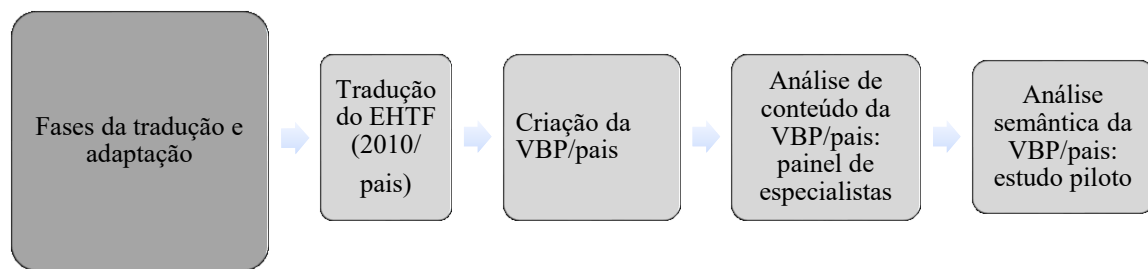 Fases da tradução e
adaptação
Tradução
do EHTF
(2010/
pais)
Criação da
VBP/pais
Análise de
conteúdo da
VBP/pais:
painel de
especialistas
Análise
semântica da
VBP/pais:
estudo piloto